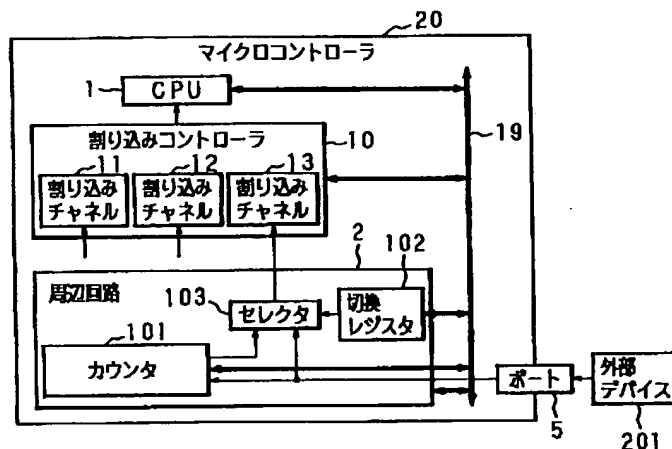 20
マイクロコントローラ
1
CPU
19
割り込みコントローラ
10
11
12
13
割り込み
チャネル
割り込み
チャネル
割り込み
チャネル
2
102
周辺回路
103
セレクタ
切換
レジスタ
101
カウンタ
ポート
5
外部
デバイス
201